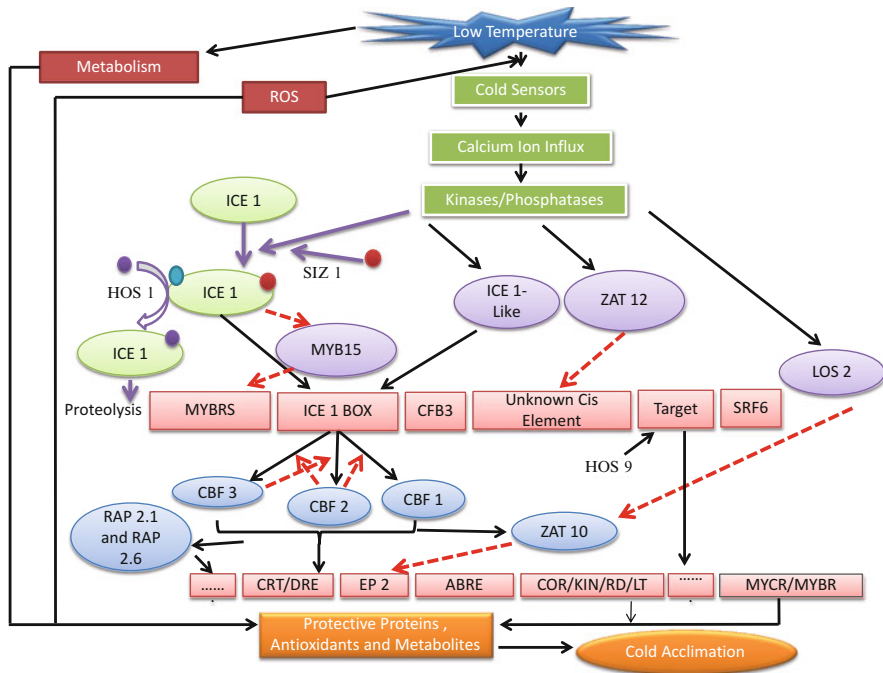 Low Temperature
Metabolism
ROS
Cold Sensors
Calcium Ion Influx
Kinases/Phosphatases
ICE 1
SIZ 1
HOS 1
ICE 1
ICE 1-
Like
ZAT 12
ICE 1
MYB15
LOS 2
Proteolysis
MYBRS
ICE 1 BOX
CFB3
Unknown Cis
Element
Target
SRF6
HOS 9
CBF 3
CBF 2
CBF 1
RAP 2.1
and RAP
2.6
ZAT 10
......
CRT/DRE
EP 2
ABRE
COR/KIN/RD/LT
......
.
MYCR/MYBR
Protective Proteins ,
Antioxidants and Metabolites
Cold Acclimation